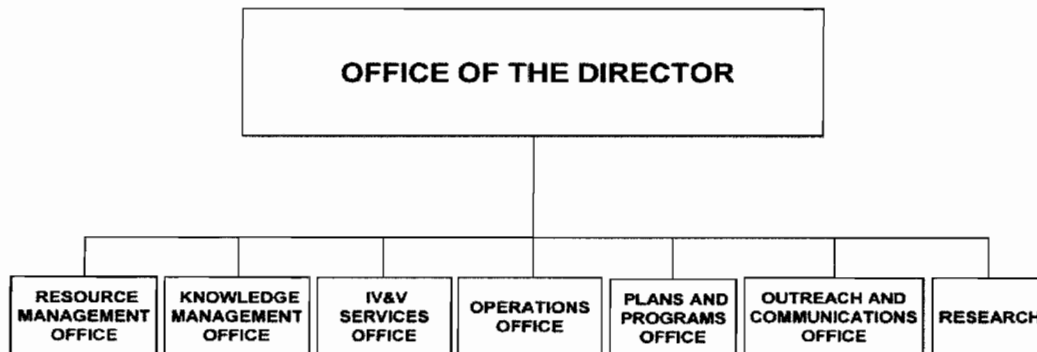 OFFICE OF THE DIRECTOR
RESOURCE
MANAGEMENT
OFFICE
KNOWLEDGE
MANAGEMENT
OFFICE
IV&V
SERVICES
OFFICE
OPERATIONS
OFFICE
PLANS AND
PROGRAMS
OFFICE
OUTREACH AND
COMMUNICATIONS
OFFICE
RESEARCH